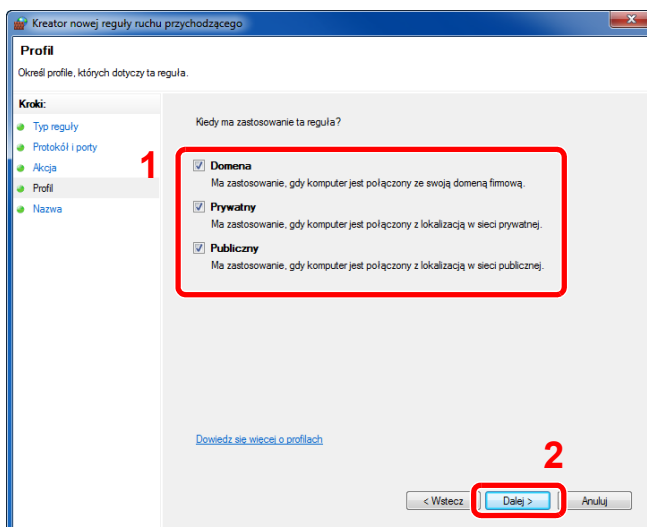 Kreator nowej reguły ruchu przychodzącego
Profil
Określ profile, których dotyczy ta reguła.
Kroki:
Typ reguły
Protokół i porty
Akcja
Profil
Nazwa
Kiedy ma zastosowanie ta reguła?
1
Domena
Ma zastosowanie, gdy komputer jest połączony ze swoją domeną firmową.
Prywatny
Ma zastosowanie, gdy komputer jest połączony z lokalizacją w sieci prywatnej.
Publiczny
Ma zastosowanie, gdy komputer jest połączony z lokalizacją w sieci publicznej.
Dowiedz się więcej o profilach
2
< Wstecz Dalej > Anuluj